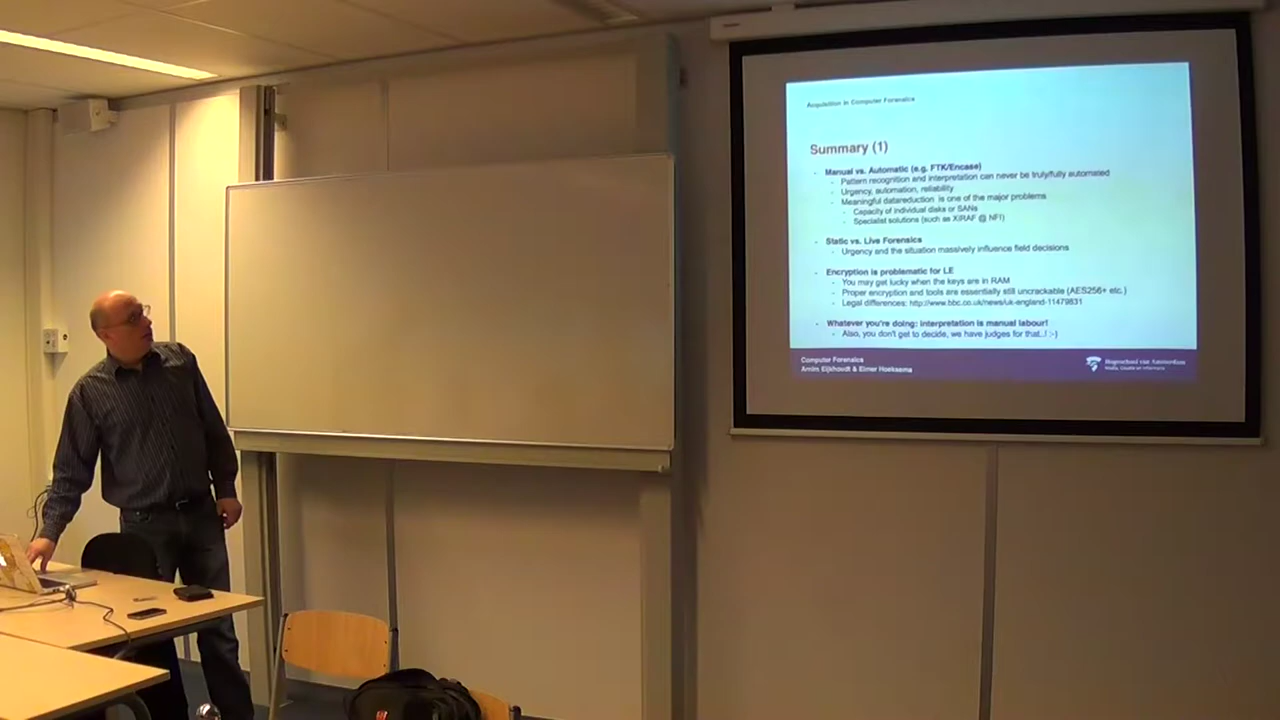 Acquisition in Computer Forensics
Summary (1)
- Manual vs. Automatic (e.g. FTK/Encase)
- Pattern recognition and interpretation can never be truly/fully automated
- Urgency, automation, reliability
- Meaningful datareduction is one of the major problems
- Capacity of individual disks or SANs
- Specialist solutions (such as XIRAF @ NFI)
- Static vs. Live Forensics
- Urgency and the situation massively influence field decisions
- Encryption is problematic for LE
- You may get lucky when the keys are in RAM
- Proper encryption and tools are essentially still uncrackable (AES256+ etc.)
- Legal differences: http://www.bbc.co.uk/news/uk-england-11479831
- Whatever you're doing: interpretation is manual labour!
- Also, you don't get to decide, we have judges for that..! :-)
Computer Forensics
Arnim Eijkhoudt & Elmer Hoeksema
Hogeschool van Amsterdam
Media, Creatie en Informatie